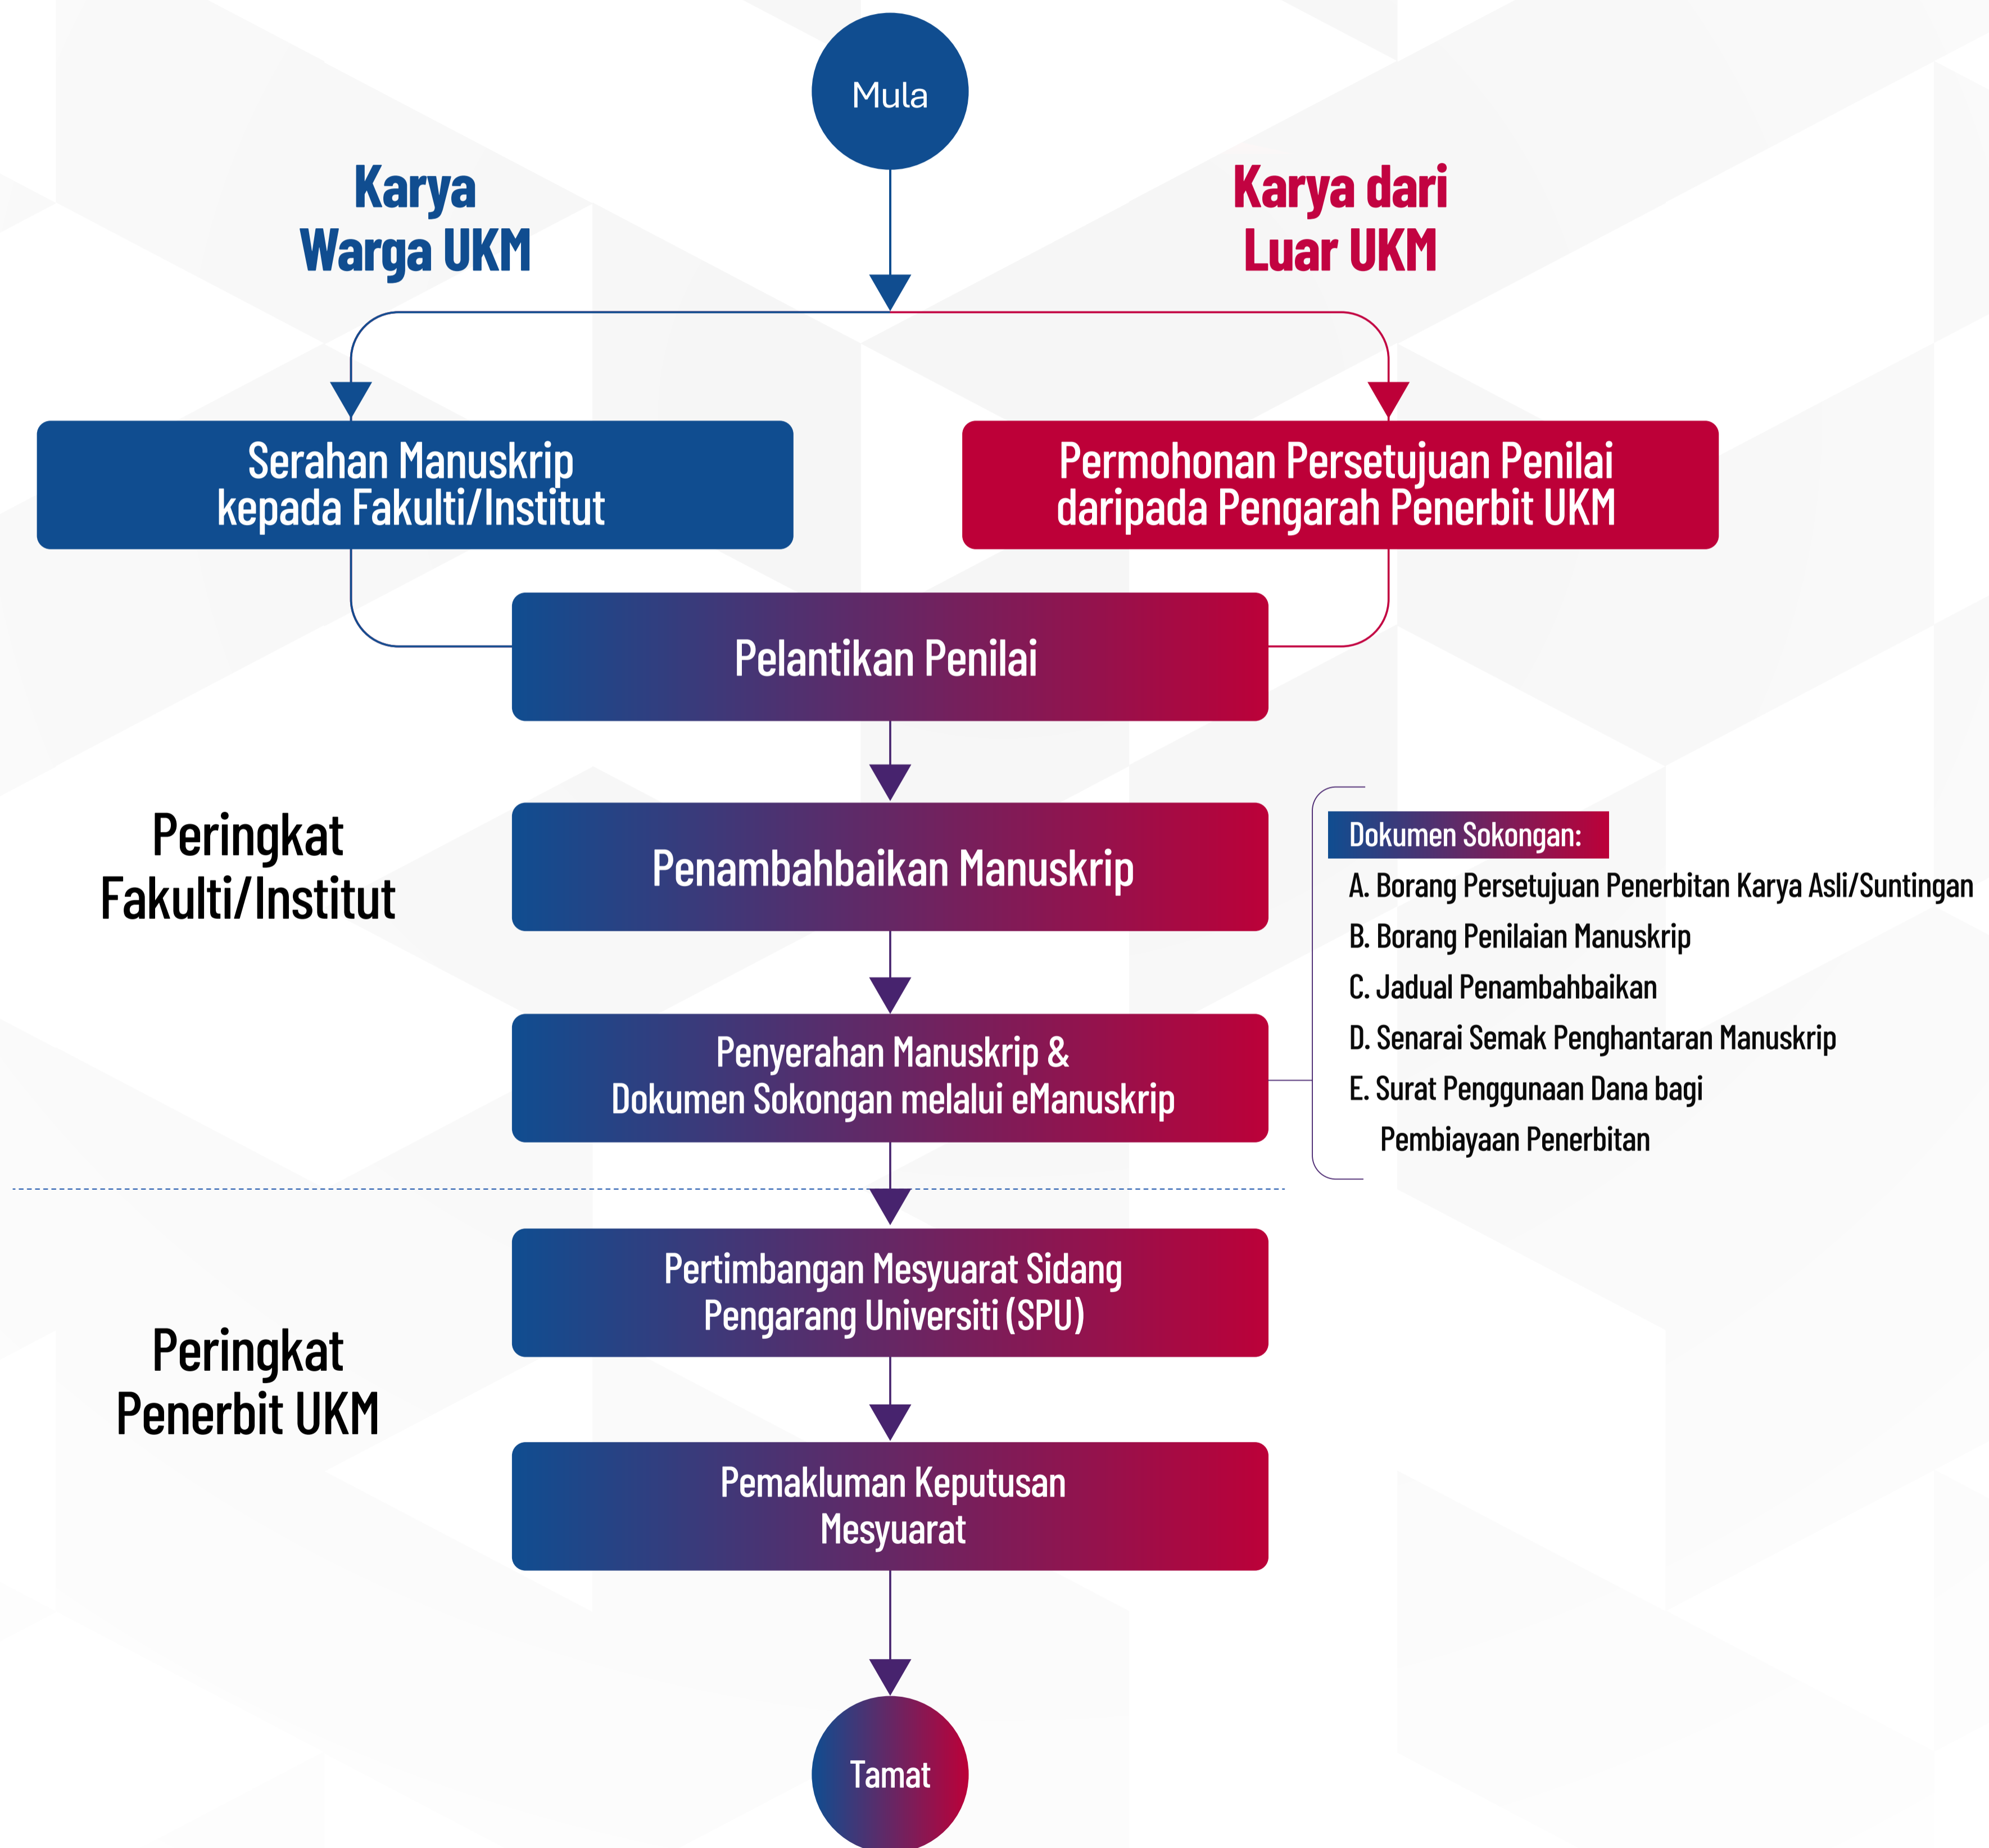 Mula
Karya
Warga UKM
Karya dari
Luar UKM
Serahan Manuskrip
kepada Fakulti/Institut
Permohonan Persetujuan Penilai
daripada Pengarah Penerbit UKM
Pelantikan Penilai
Peringkat
Fakulti/Institut
Penambahbaikan Manuskrip
Penyerahan Manuskrip &
Dokumen Sokongan melalui eManuskrip
Dokumen Sokongan:
A. Borang Persetujuan Penerbitan Karya Asli/Suntingan
B. Borang Penilaian Manuskrip
C. Jadual Penambahbaikan
D. Senarai Semak Penghantaran Manuskrip
E. Surat Penggunaan Dana bagi
Pembiayaan Penerbitan
Peringkat
Penerbit UKM
Pertimbangan Mesyuarat Sidang
Pengarang Universiti (SPU)
Pemakluman Keputusan
Mesyuarat
Tamat